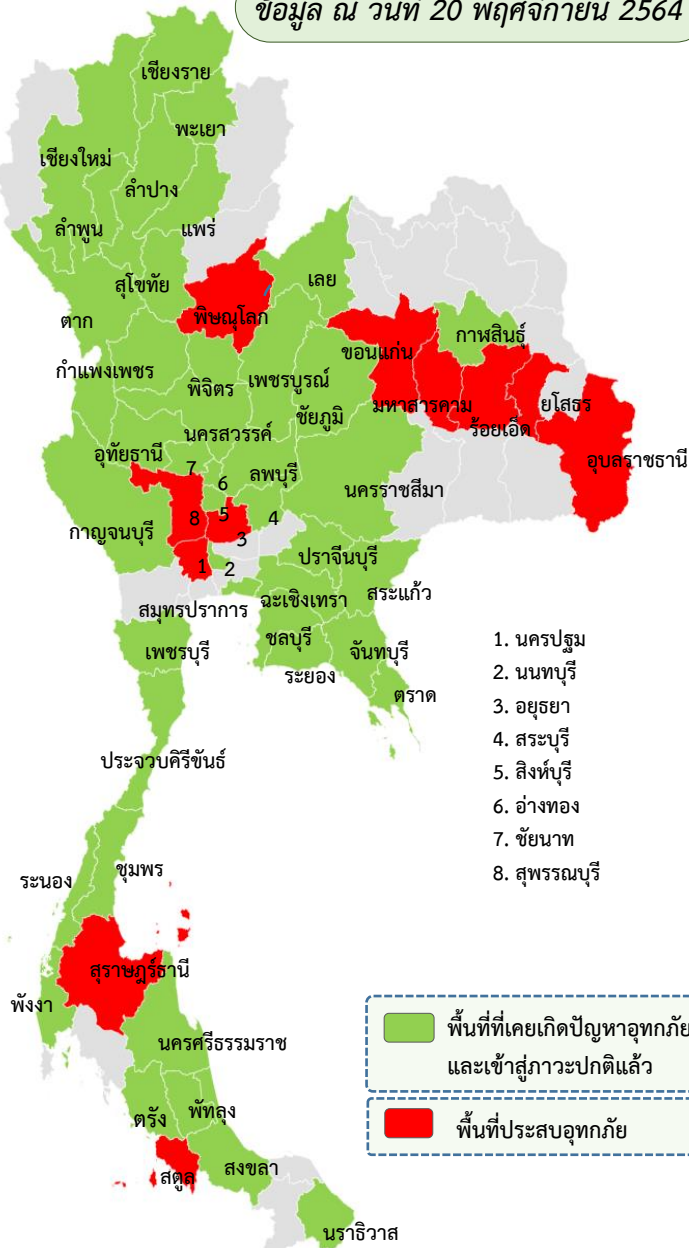 ข้อมูล ณ วันที่ 20 พฤศจิกายน 2564
เชียงราย
พะเยา
เชียงใหม่
ลำปาง
ลำพูน
แพร่
สุโขทัย
เลย
ตาก
พิษณุโลก
กาฬสินธุ์
ขอนแก่น
กำแพงเพชร
พิจิตร
เพชรบูรณ์
มหาสารคาม
ยโสธร
ชัยภูมิ
ร้อยเอ็ด
นครสวรรค์
อุทัยธานี
อุบลราชธานี
7
6
ลพบุรี
นครราชสีมา
กาญจนบุรี
8
5
4
3
ปราจีนบุรี
1
2
สระแก้ว
สมุทรปราการ
ฉะเชิงเทรา
ชลบุรี
จันทบุรี
เพชรบุรี
ระยอง
ตราด
1. นครปฐม
2. นนทบุรี
3. อยุธยา
4. สระบุรี
5. สิงห์บุรี
6. อ่างทอง
7. ชัยนาท
8. สุพรรณบุรี
ประจวบคิรีขันธ์
ชุมพร
ระนอง
สุราษฎร์ธานี
พังงา
นครศรีธรรมราช
ตรัง
พัทลุง
สตูล
สงขลา
นราธิวาส
พื้นที่ที่เคยเกิดปัญหาอุทกภัย
และเข้าสู่ภาวะปกติแล้ว
พื้นที่ประสบอุทกภัย